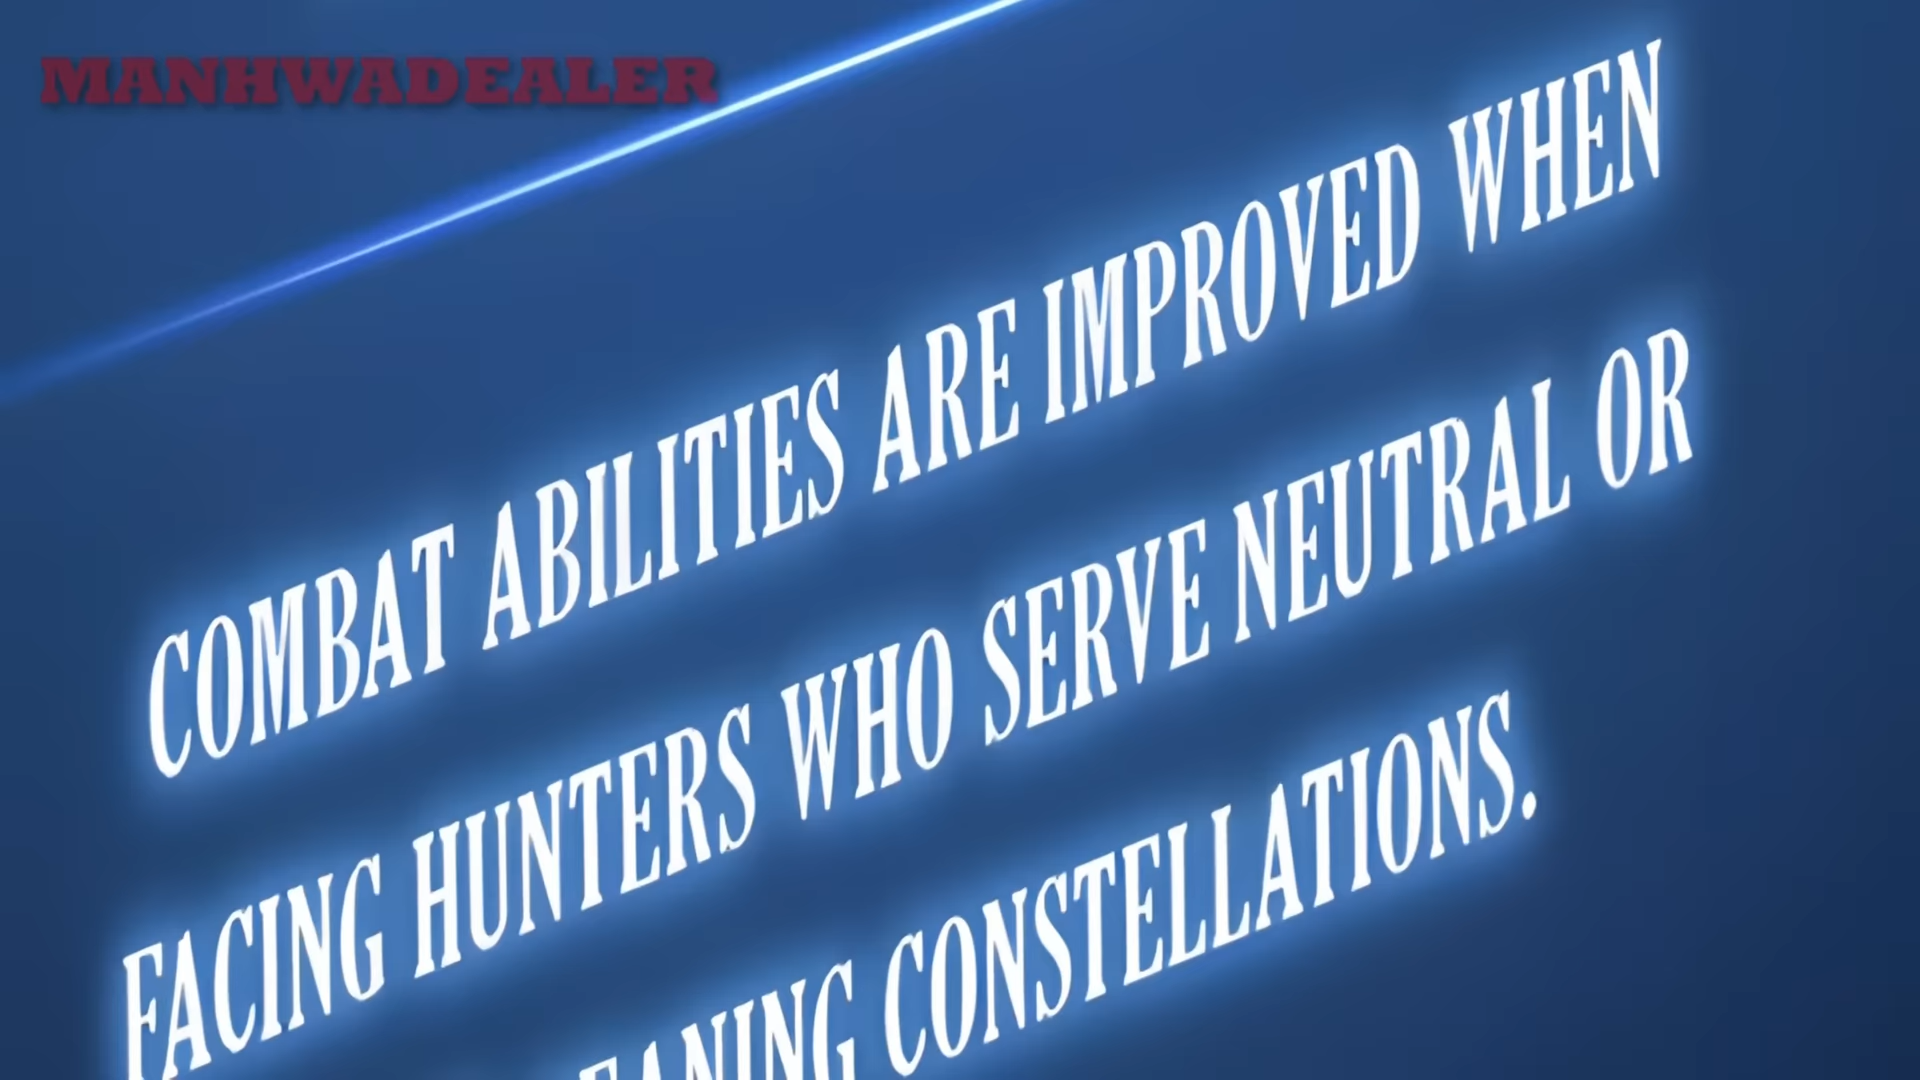 MANHWADEALER
COMBAT ABILITIES ARE IMPROVED WHEN
FACING HUNTERS WHO SERVE NEUTRAL OR
CONSTELLATIONS.